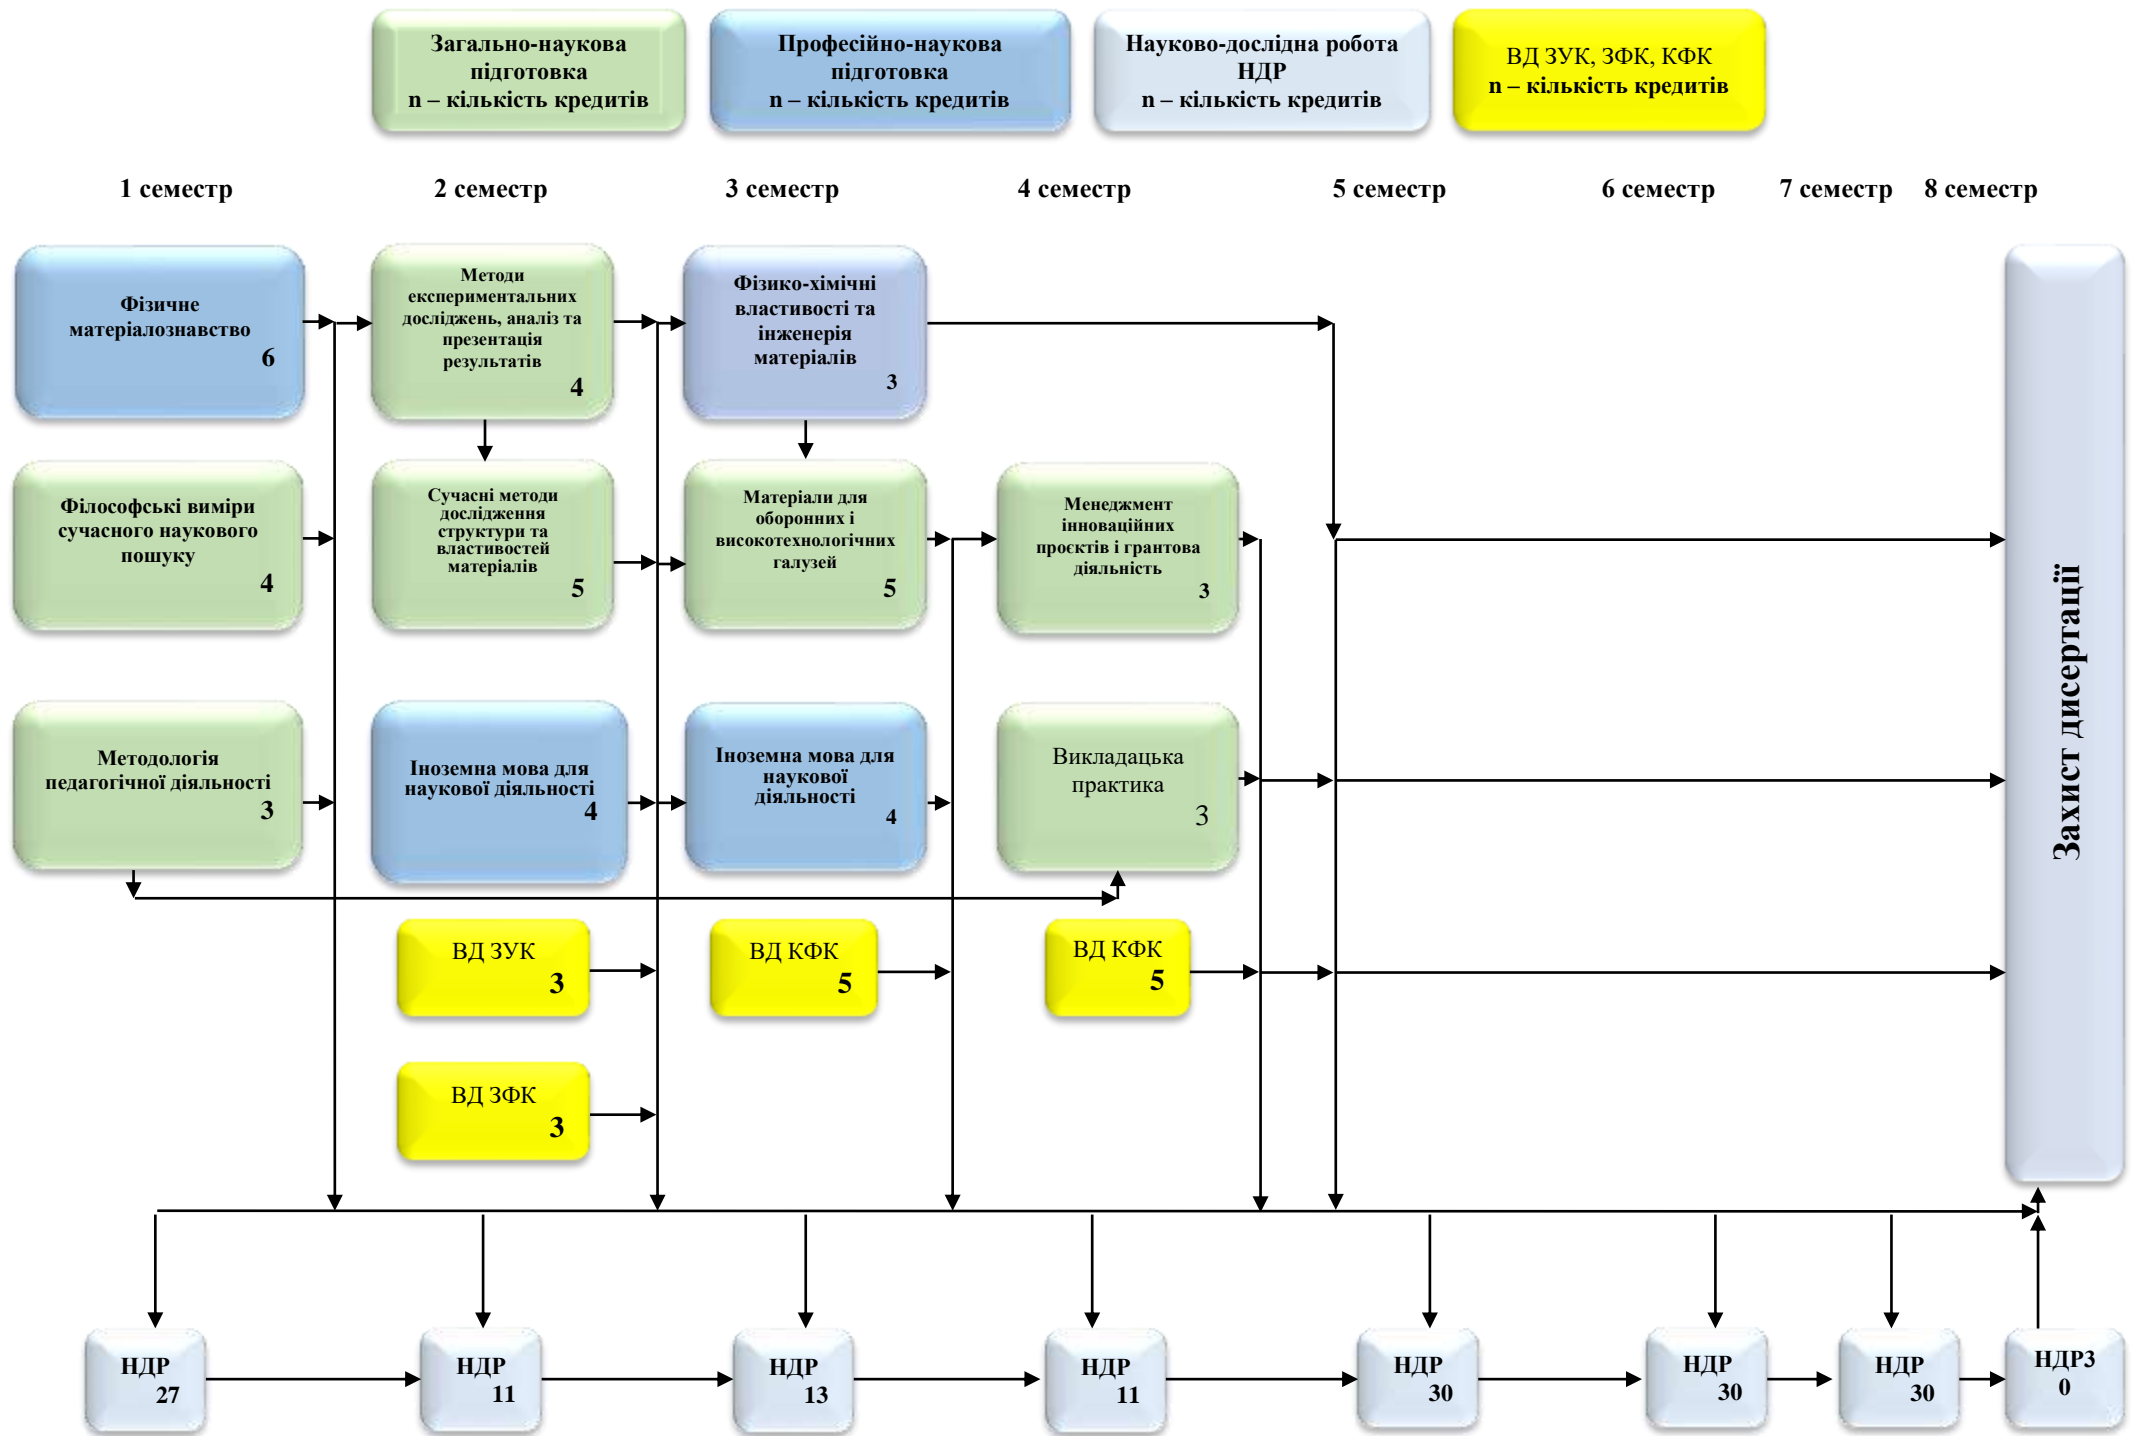 Загально-наукова
підготовка
n – кількість кредитів
Професійно-наукова
підготовка
n – кількість кредитів
Науково-дослідна робота
НДР
n – кількість кредитів
ВД ЗУК, ЗФК, КФК
n – кількість кредитів
1 семестр
2 семестр
3 семестр
4 семестр
5 семестр
6 семестр
7 семестр
8 семестр
Фізичне
матеріалознавство
6
Методи
експериментальних
досліджень, аналіз та
презентація
результатів
4
Фізико-хімічні
властивості та
інженерія
матеріалів
3
Філософські виміри
сучасного наукового
пошуку
4
Сучасні методи
дослідження
структури та
властивостей
матеріалів
5
Матеріали для
оборонних і
високотехнологічних
галузей
5
Менеджмент
інноваційних
проєктів і грантова
діяльність
3
Захист дисертації
Методологія
педагогічної діяльності
3
Іноземна мова для
наукової діяльності
4
Іноземна мова для
наукової
діяльності
4
Викладацька
практика
3
ВД ЗУК
3
ВД КФК
5
ВД КФК
5
ВД ЗФК
3
НДР
27
НДР
11
НДР
13
НДР
11
НДР
30
НДР
30
НДР
30
НДР3
0